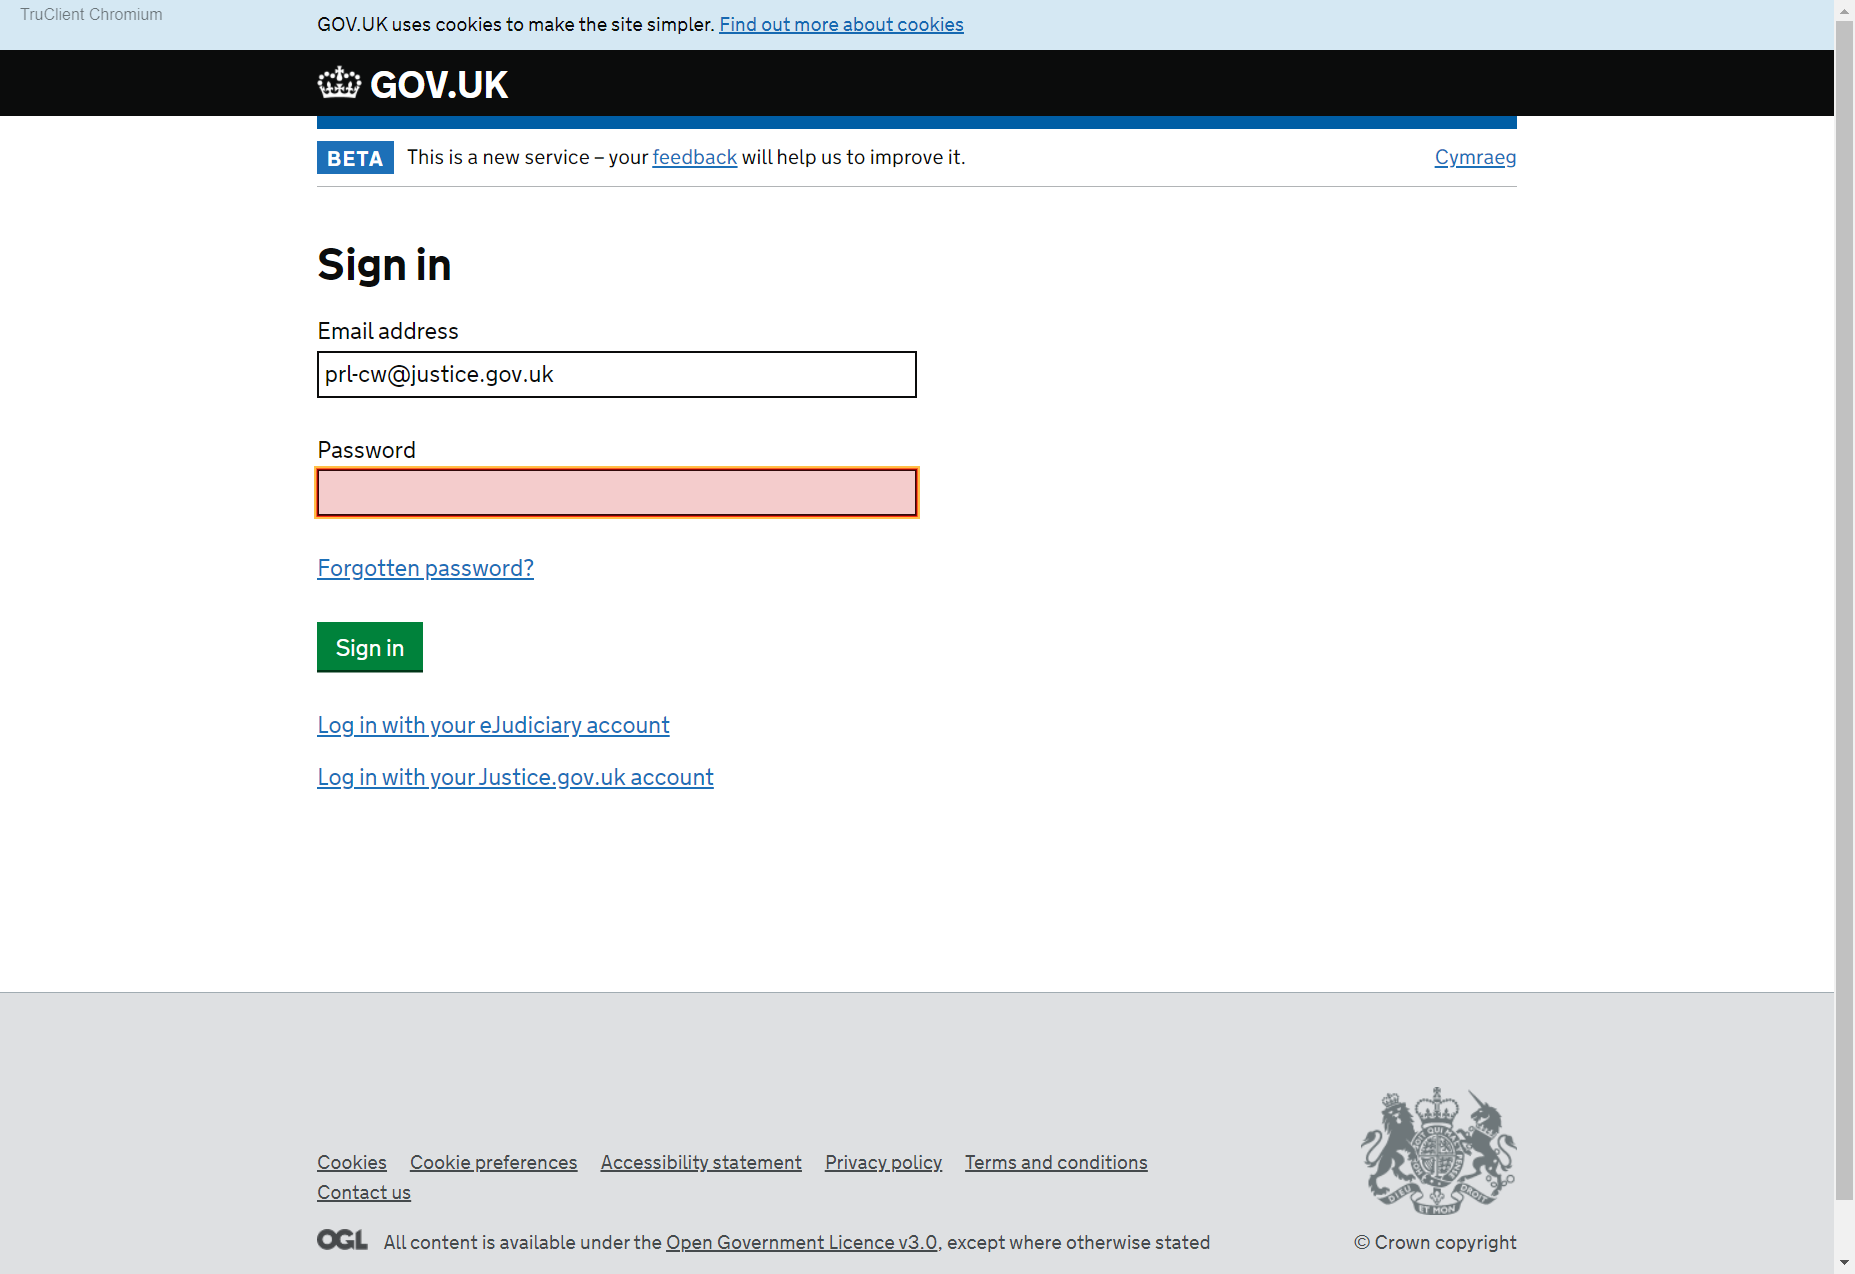 TruClient Chromium
GOV.UK uses cookies to make the site simpler. Find out more about cookies
GOV.UK
BETA This is a new service – your feedback will help us to improve it. Cymraeg
Sign in
Email address
prl-cw@justice.gov.uk
Password
Forgotten password?
Sign in
Log in with your eJudiciary account
Log in with your Justice.gov.uk account
Cookies Cookie preferences Accessibility statement Privacy policy Terms and conditions
Contact us
DIEU ET MON DROIT
OGL All content is available under the Open Government Licence v3.0, except where otherwise stated © Crown copyright